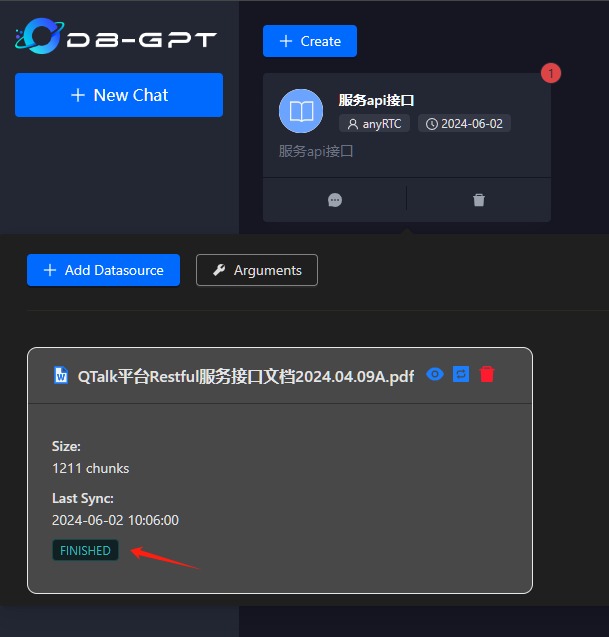 DB-GPT
New Chat
Create
1
服务api接口
anyRTC
2024-06-02
服务api接口
Add Datasource
Arguments
QTalk平台Restful服务接口文档2024.04.09A.pdf
Size:
1211 chunks
Last Sync:
2024-06-02 10:06:00
FINISHED